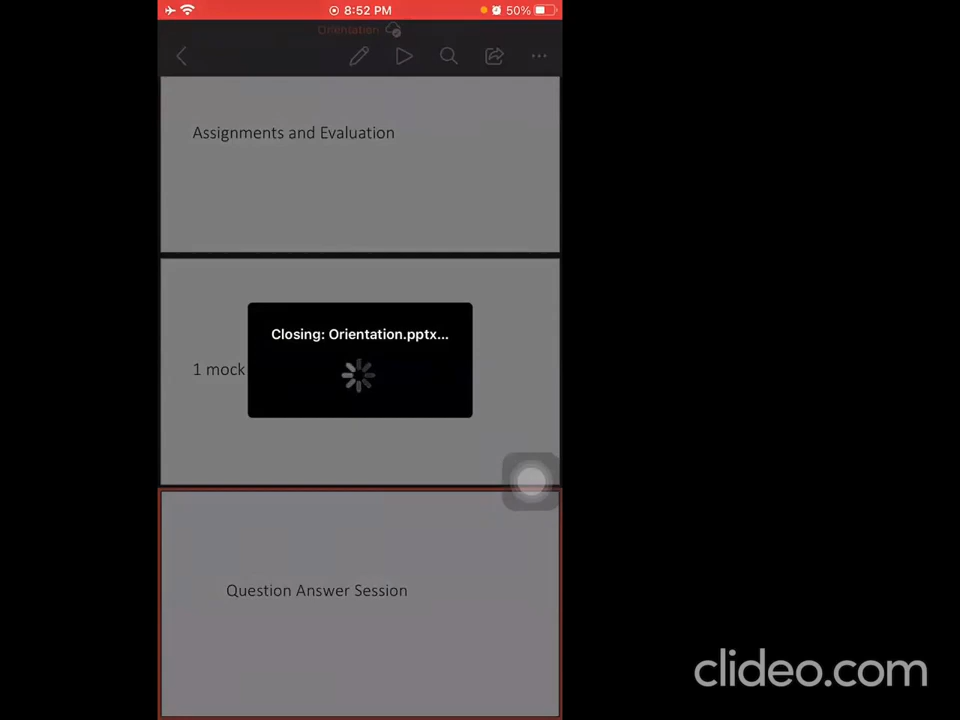 8:52 PM
50%
Orientation
Assignments and Evaluation
Closing: Orientation.pptx...
1 mock
Question Answer Session
clideo.com